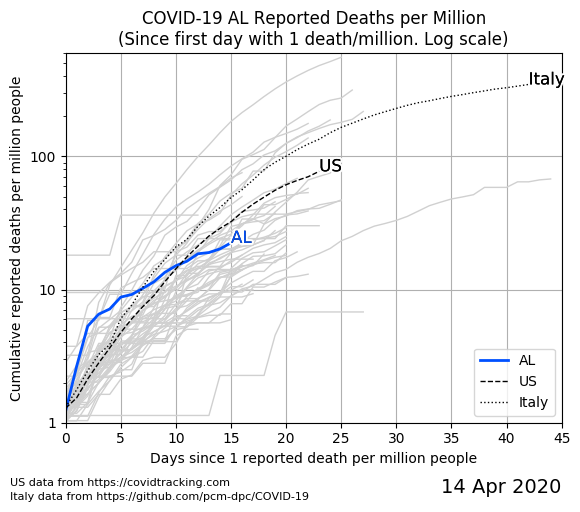 COVID-19 AL Reported Deaths per Million
(Since first day with 1 death/million. Log scale)
Cumulative reported deaths per million people
100
10
1
Italy
US
AL
AL
US
Italy
0 5 10 15 20 25 30 35 40 45
Days since 1 reported death per million people
US data from https://covidtracking.com
Italy data from https://github.com/pcm-dpc/COVID-19
14 Apr 2020